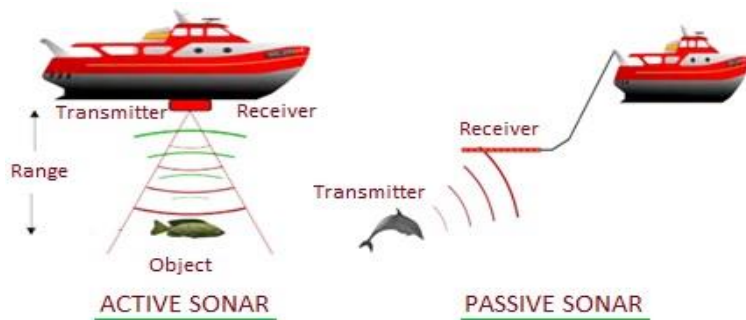 Transmitter
Receiver
Range
Object
ACTIVE SONAR
Receiver
Transmitter
PASSIVE SONAR